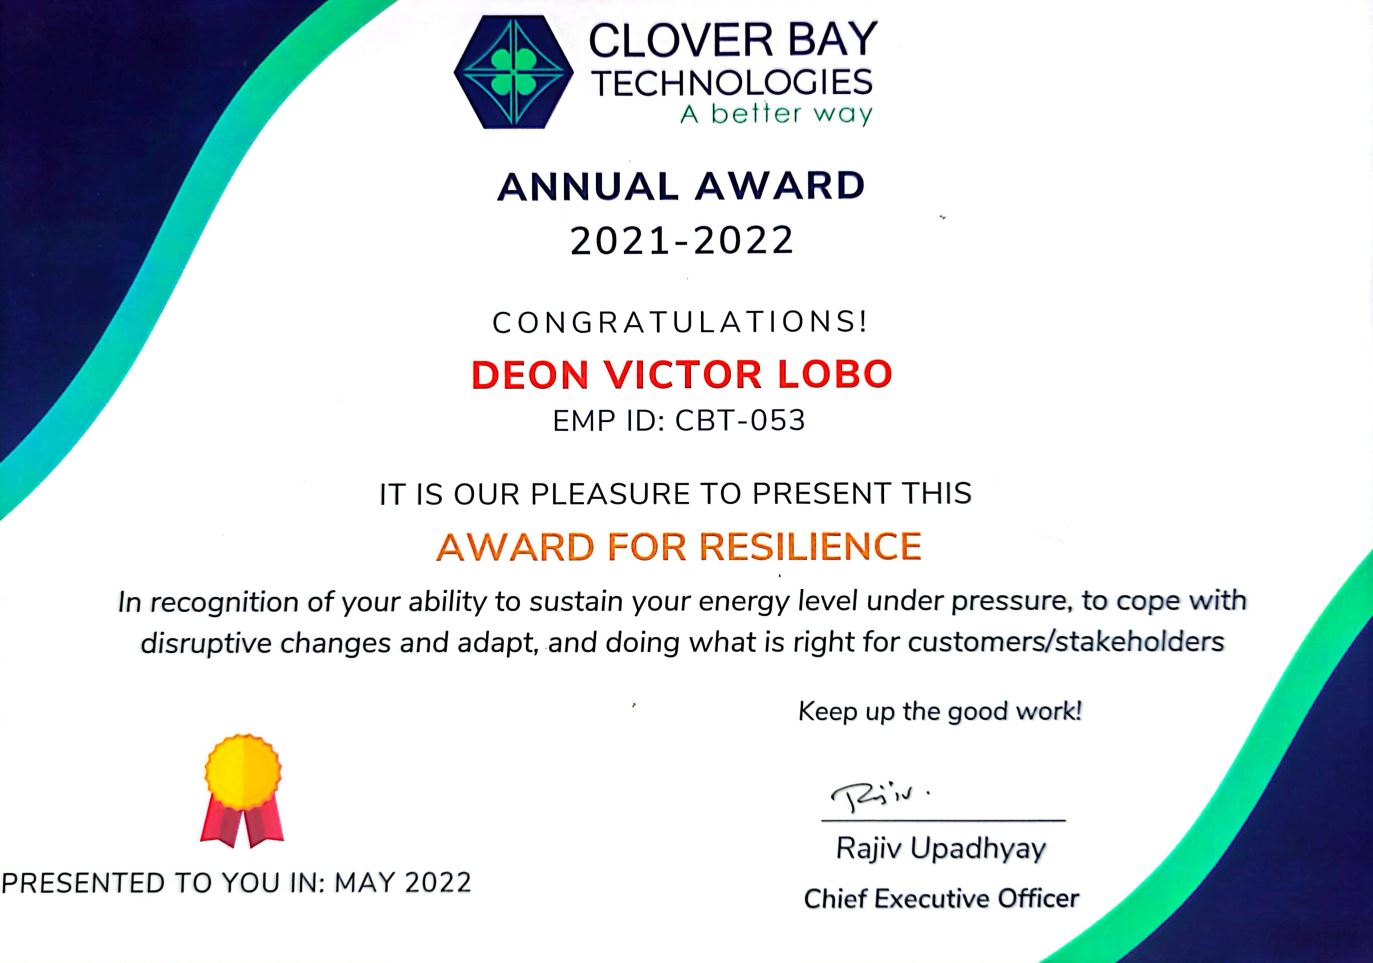 CLOVER BAY
TECHNOLOGIES
A better way
ANNUAL AWARD
2021-2022
CONGRATULATIONS!
DEON VICTOR LOBO
EMP ID: CBT-053
IT IS OUR PLEASURE TO PRESENT THIS
AWARD FOR RESILIENCE
In recognition of your ability to sustain your energy level under pressure, to cope with
disruptive changes and adapt, and doing what is right for customers/stakeholders
Keep up the good work!
Rajiv.
Rajiv Upadhyay
Chief Executive Officer
PRESENTED TO YOU IN: MAY 2022